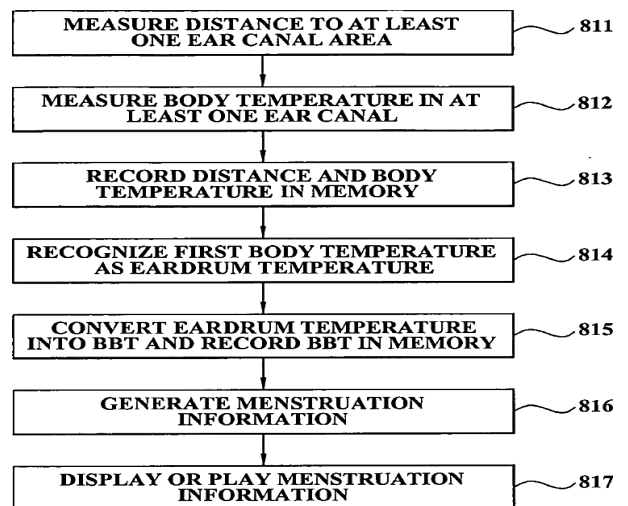 MEASURE DISTANCE TO AT LEAST
ONE EAR CANAL AREA
811
MEASURE BODY TEMPERATURE IN AT
LEAST ONE EAR CANAL
812
RECORD DISTANCE AND BODY
TEMPERATURE IN MEMORY
813
RECOGNIZE FIRST BODY TEMPERATURE
AS EARDRUM TEMPERATURE
814
CONVERT EARDRUM TEMPERATURE
INTO BBT AND RECORD BBT IN MEMORY
815
GENERATE MENSTRUATION
INFORMATION
816
DISPLAY OR PLAY MENSTRUATION
INFORMATION
817